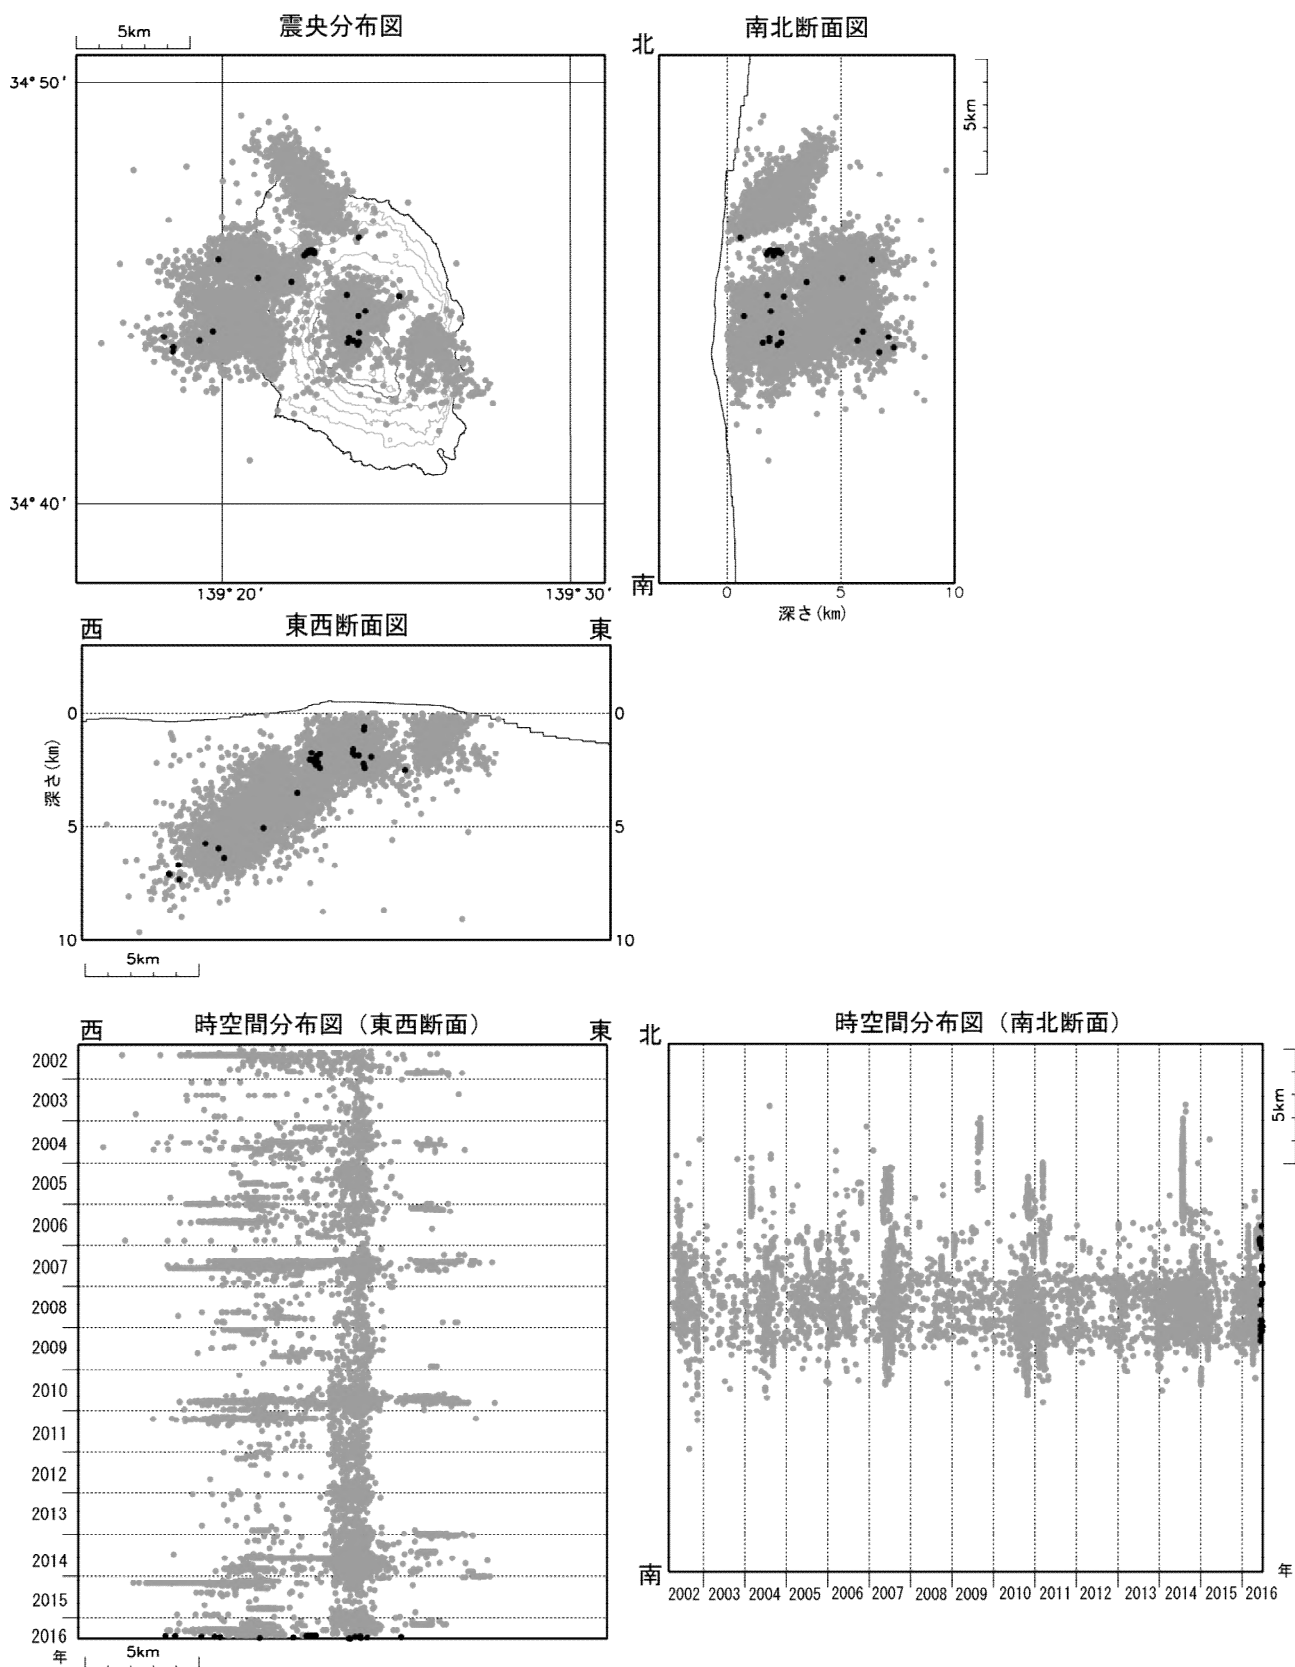 震央分布図
5km
34°50'
34°40'
139°20'
139°30'
南北断面図
北
南
5km
0
5
10
深さ(km)
東西断面図
西
東
0
5
10
深さ(km)
0
5
10
5km
時空間分布図（東西断面）
西
東
2002
2003
2004
2005
2006
2007
2008
2009
2010
2011
2012
2013
2014
2015
2016
年
5km
時空間分布図（南北断面）
北
南
5km
2002 2003 2004 2005 2006 2007 2008 2009 2010 2011 2012 2013 2014 2015 2016
年